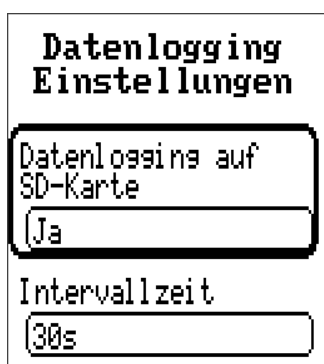 Datenlogging
Einstellungen
Datenlogging auf
SD-Karte
Ja
Intervallzeit
30s